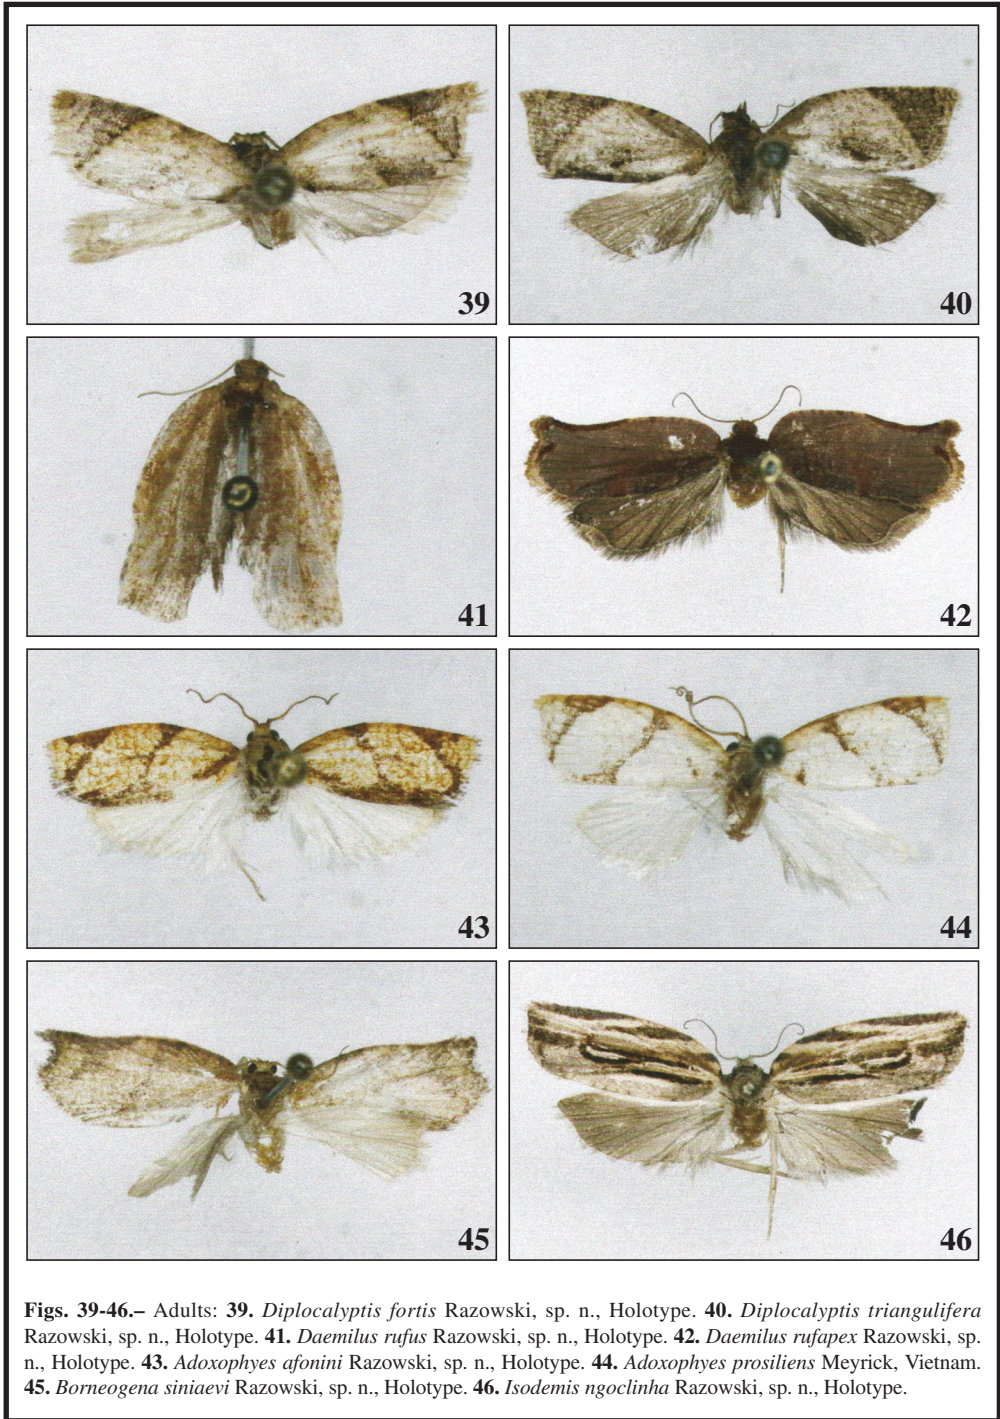 39
40
41
42
43
44
45
46
Figs. 39-46.– Adults: 39. Diplocalyptis fortis Razowski, sp. n., Holotype. 40. Diplocalyptis triangulifera
Razowski, sp. n., Holotype. 41. Daemilus rufus Razowski, sp. n., Holotype. 42. Daemilus rufapex Razowski, sp.
n., Holotype. 43. Adoxophyes afonini Razowski, sp. n., Holotype. 44. Adoxophyes prosiliens Meyrick, Vietnam.
45. Borneogena siniaevi Razowski, sp. n., Holotype. 46. Isodemis ngoclinha Razowski, sp. n., Holotype.